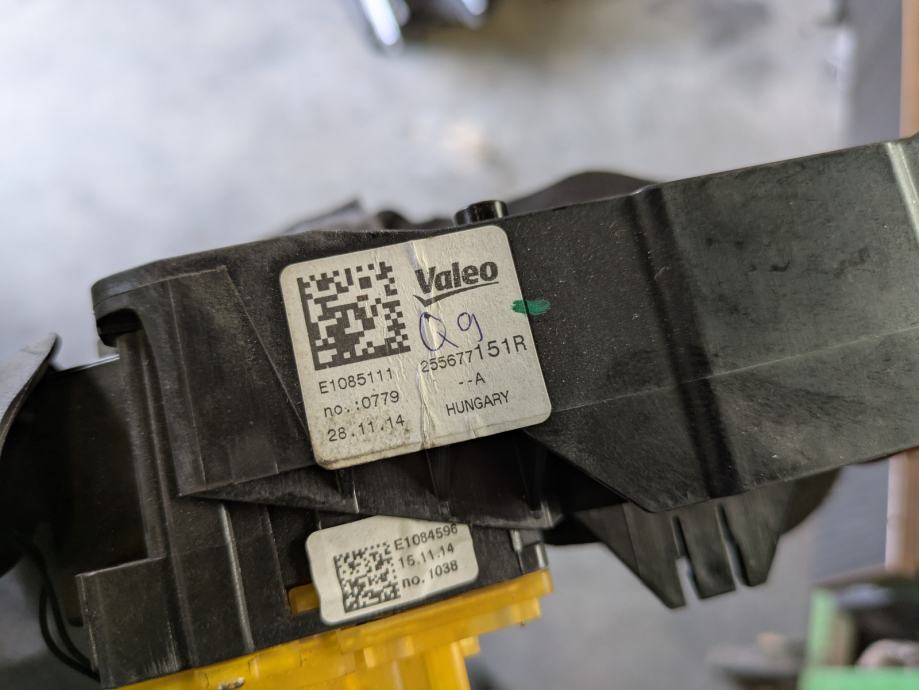 Valeo
Q9
255677151R
--A
HUNGARY
E1085111
no.:0779
28.11.14
E1084596
15.11.14
no. 1038